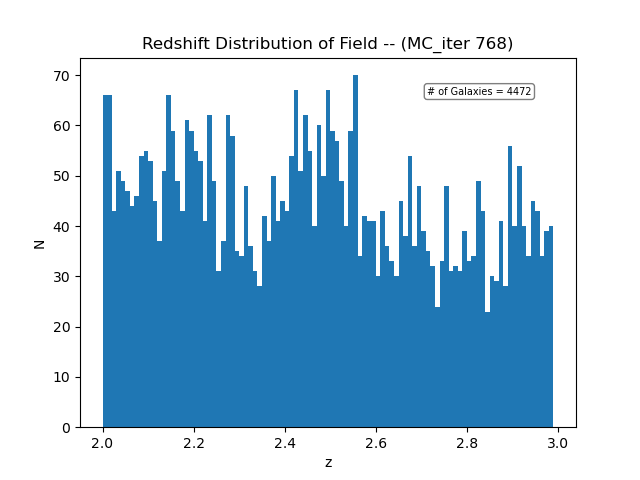 Redshift Distribution of Field -- (MC_iter 768)
# of Galaxies = 4472
70
60
50
40
30
20
10
0
N
2.0 2.2 2.4 2.6 2.8 3.0
z